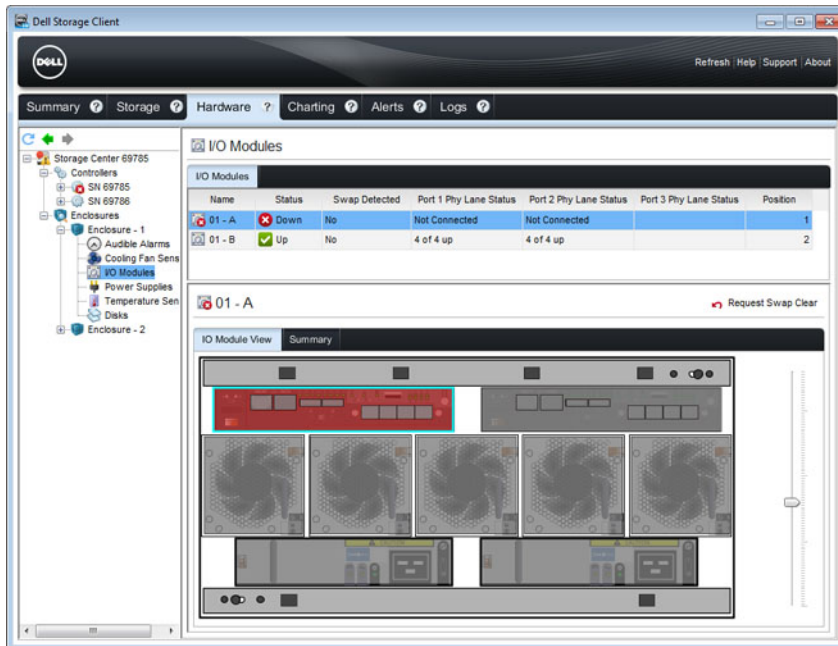 Dell Storage Client
DELL
Refresh | Help | Support | About
Summary ? Storage ? Hardware ? Charting ? Alerts ? Logs ?
Storage Center 69785
Controllers
SN 69785
SN 69786
Enclosures
Enclosure - 1
Audible Alarms
Cooling Fan Sens
I/O Modules
Power Supplies
Temperature Sen
Disks
Enclosure - 2
I/O Modules
I/O Modules
Name Status Swap Detected Port 1 Phy Lane Status Port 2 Phy Lane Status Port 3 Phy Lane Status Position
01 - A Down No Not Connected Not Connected 1
01 - B Up No 4 of 4 up 4 of 4 up 2
01 - A Request Swap Clear
IO Module View Summary
CAUTION CAUTION